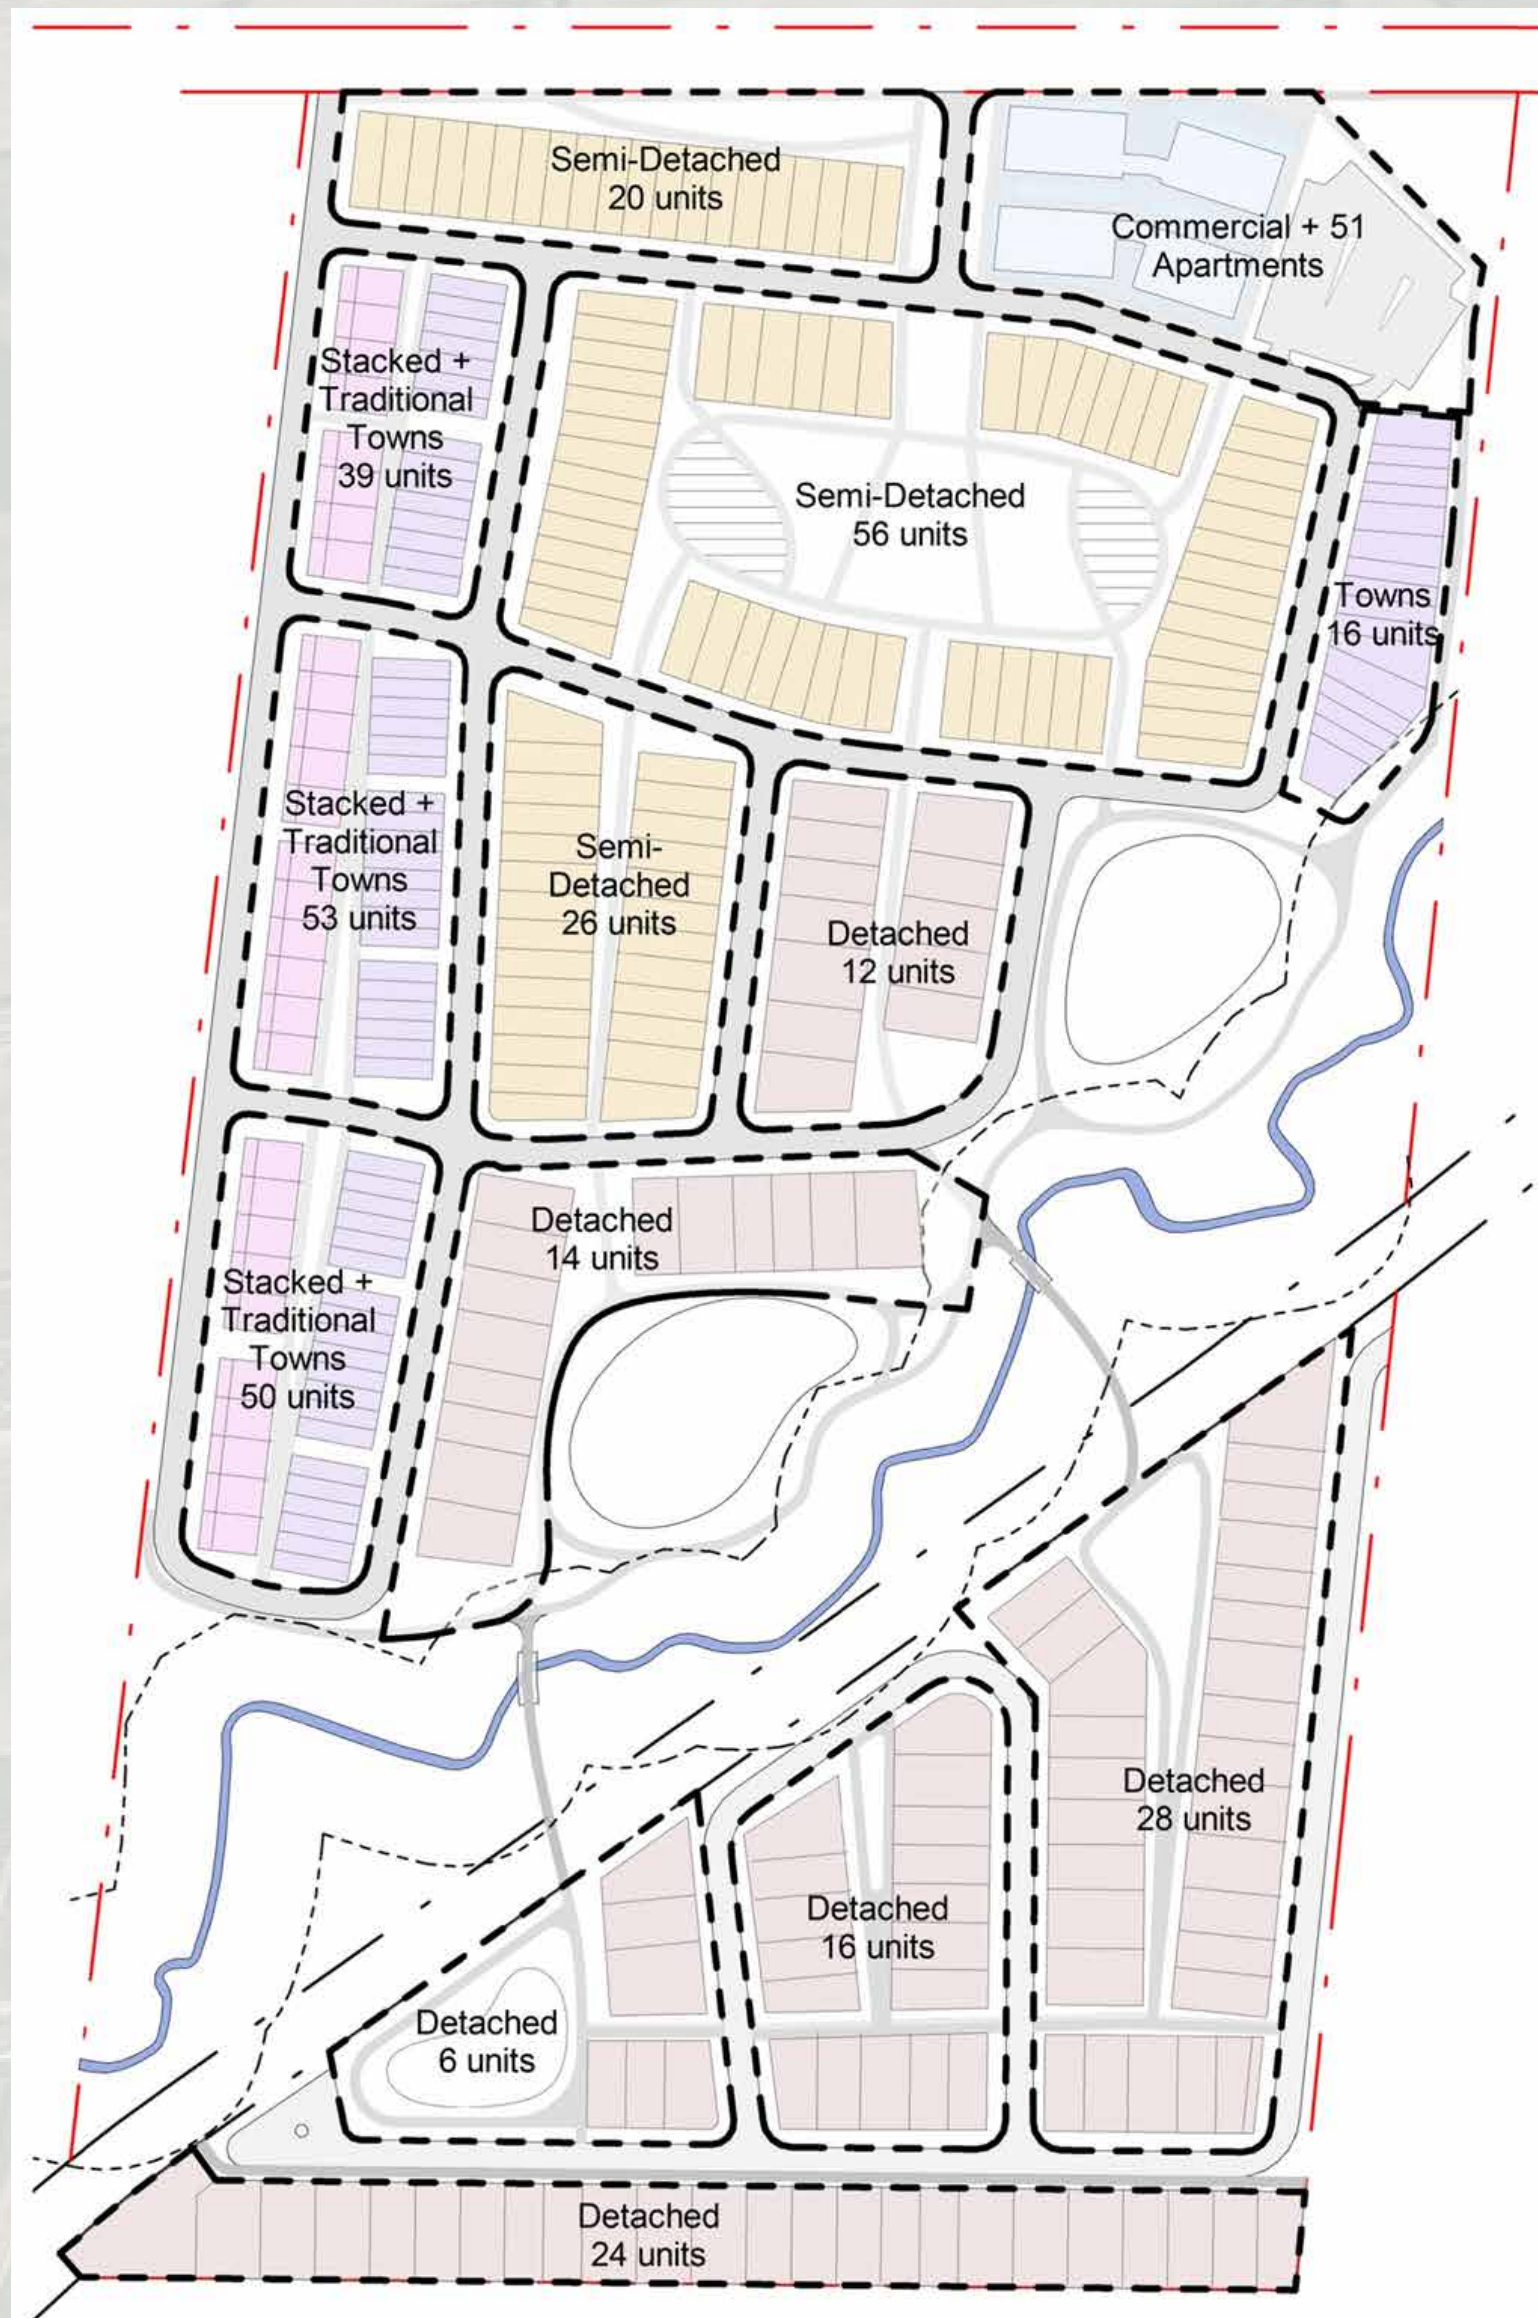 Semi-Detached
20 units
Commercial + 51
Apartments
Stacked +
Traditional
Towns
39 units
Semi-Detached
56 units
Towns
16 units
Stacked +
Traditional
Towns
53 units
Semi-
Detached
26 units
Detached
12 units
Detached
14 units
Stacked +
Traditional
Towns
50 units
Detached
28 units
Detached
16 units
Detached
6 units
Detached
24 units